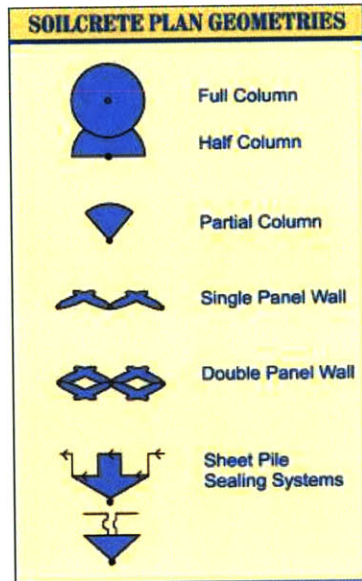 SOILCRETE PLAN GEOMETRIES
Full Column
Half Column
Partial Column
Single Panel Wall
Double Panel Wall
Sheet Pile
Sealing Systems